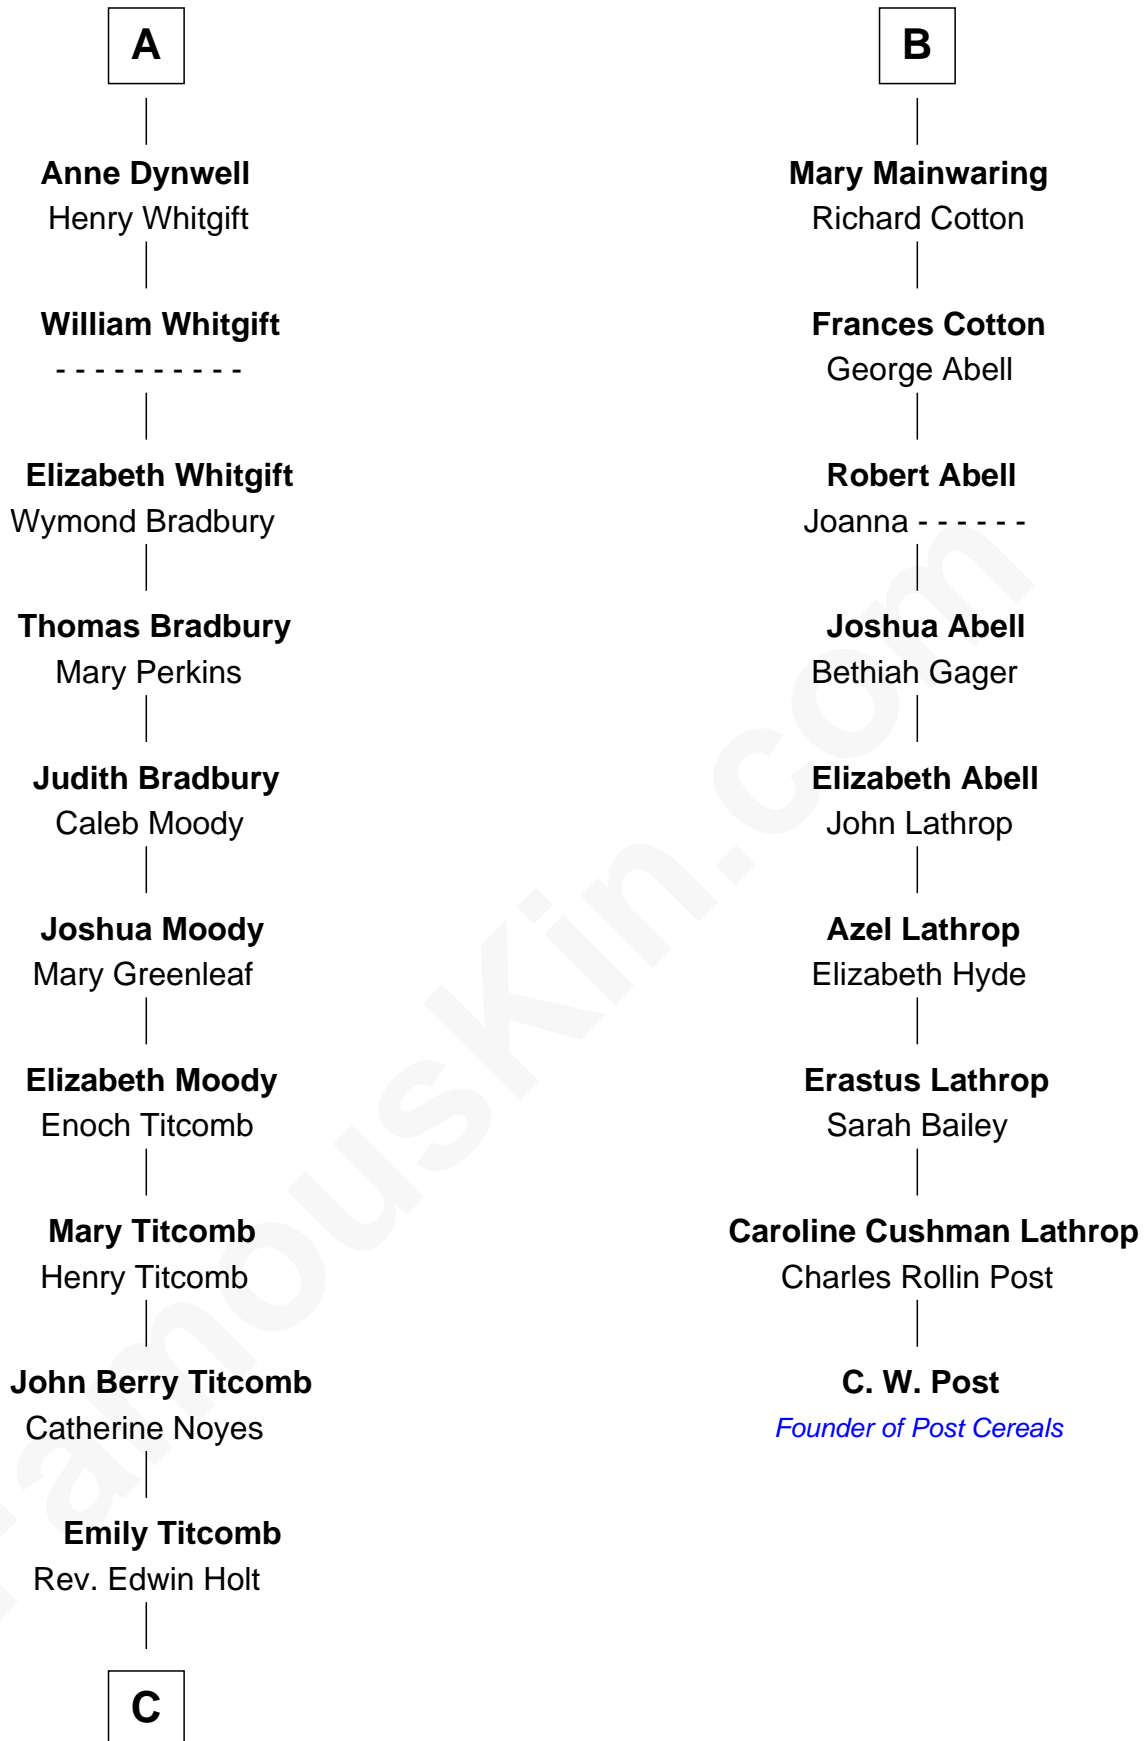 A
Anne Dynwell
Henry Whitgift
William Whitgift
- - - - - - - - - -
Elizabeth Whitgift
Wymond Bradbury
Thomas Bradbury
Mary Perkins
Judith Bradbury
Caleb Moody
Joshua Moody
Mary Greenleaf
Elizabeth Moody
Enoch Titcomb
Mary Titcomb
Henry Titcomb
John Berry Titcomb
Catherine Noyes
Emily Titcomb
Rev. Edwin Holt
C
B
Mary Mainwaring
Richard Cotton
Frances Cotton
George Abell
Robert Abell
Joanna - - - - - -
Joshua Abell
Bethiah Gager
Elizabeth Abell
John Lathrop
Azel Lathrop
Elizabeth Hyde
Erastus Lathrop
Sarah Bailey
Caroline Cushman Lathrop
Charles Rollin Post
C. W. Post
Founder of Post Cereals
FamousKin.com